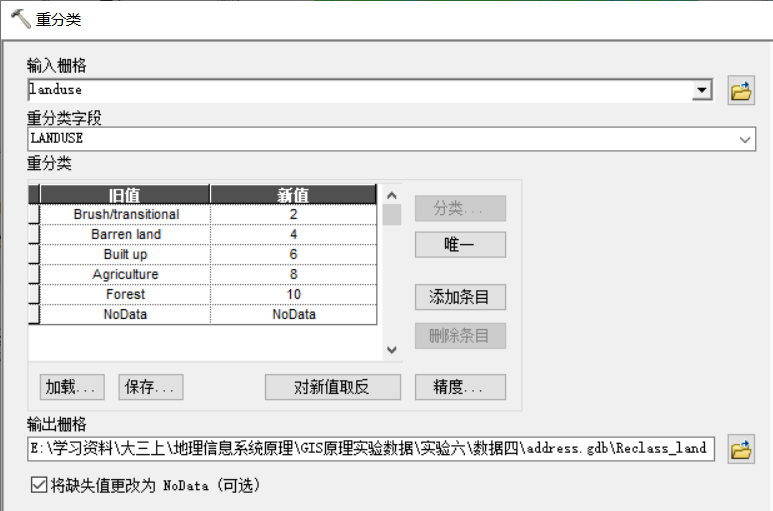 重分类
输入栅格
landuse
重分类字段
LANDUSE
重分类
旧值 新值
Brush/transitional 2
Barren land 4
Built up 6
Agriculture 8
Forest 10
NoData NoData
分类...
唯一
添加条目
删除条目
加载... 保存... 对新值取反 精度...
输出栅格
E:\学习资料\大三上\地理信息系统原理\GIS原理实验数据\实验六\数据四\address.gdb\Reclass_land
将缺失值更改为 NoData (可选)